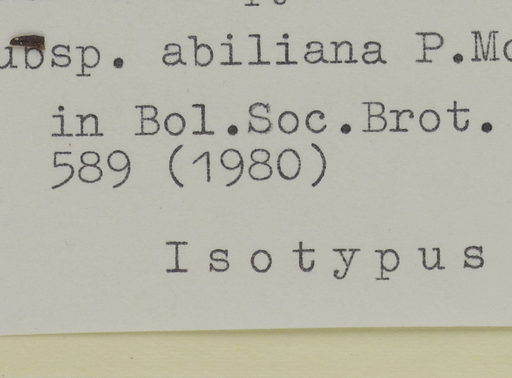 ubsp. abiliana P.Mo
in Bol.Soc.Brot.
589 (1980)
Isotypus